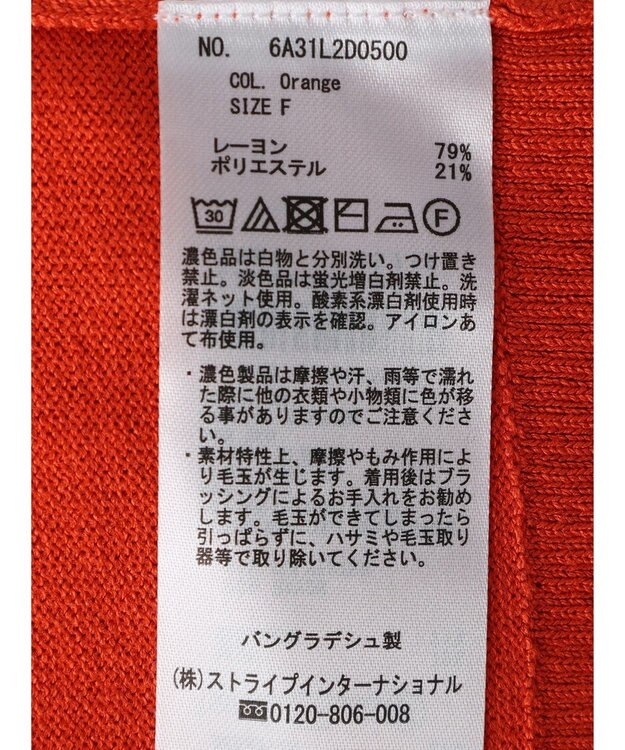 NO. 6A31L2D0500
COL. Orange
SIZE F
レーヨン 79%
ポリエステル 21%
30 F
濃色品は白物と分別洗い。つけ置き
禁止。淡色品は蛍光増白剤禁止。洗
濯ネット使用。酸素系漂白剤使用時
は漂白剤の表示を確認。アイロンあ
て布使用。
・濃色製品は摩擦や汗、雨等で濡れ
た際に他の衣類や小物類に色が移
る事がありますのでご注意くださ
い。
・素材特性上、摩擦やもみ作用によ
り毛玉が生じます。着用後はブラ
ッシングによるお手入れをお勧め
します。毛玉ができてしまったら
引っぱらずに、ハサミや毛玉取り
器等で取り除いてください。
バングラデシュ製
(株)ストライプインターナショナル
0120-806-008